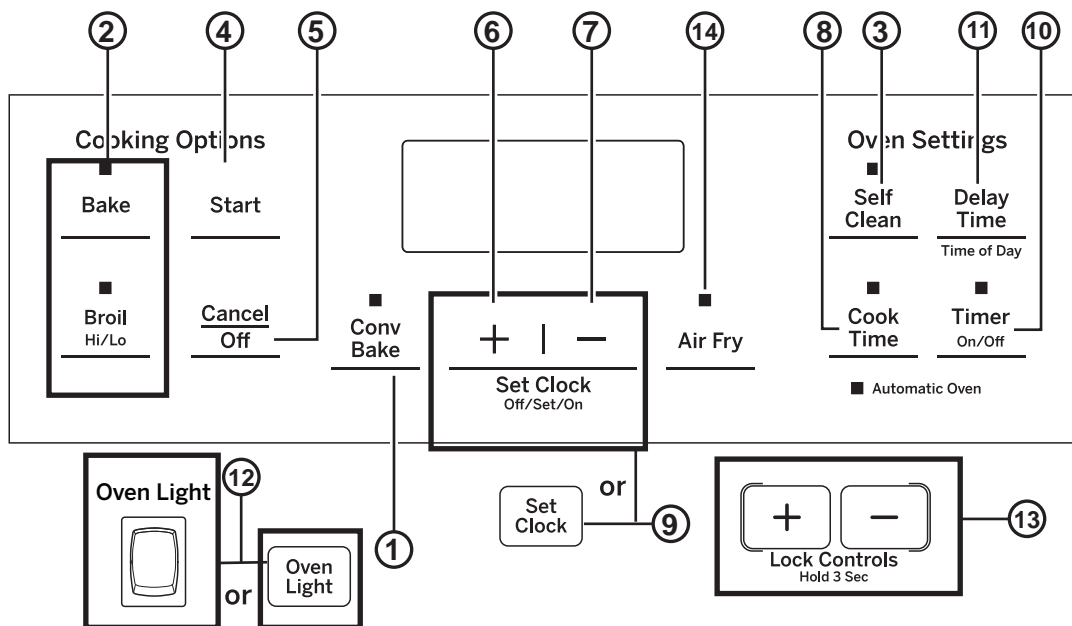 2
4
5
6
7
14
8
3
11
10
Cooking Options
Bake
Start
Broil
Hi/Lo
Cancel
Off
Conv
Bake
+ | −
Set Clock
Off/Set/On
Air Fry
Oven Settings
Self
Clean
Delay
Time
Time of Day
Cook
Time
Timer
On/Off
Automatic Oven
Oven Light
12
or
Oven
Light
1
Set
Clock
or
9
+ −
Lock Controls
Hold 3 Sec
13